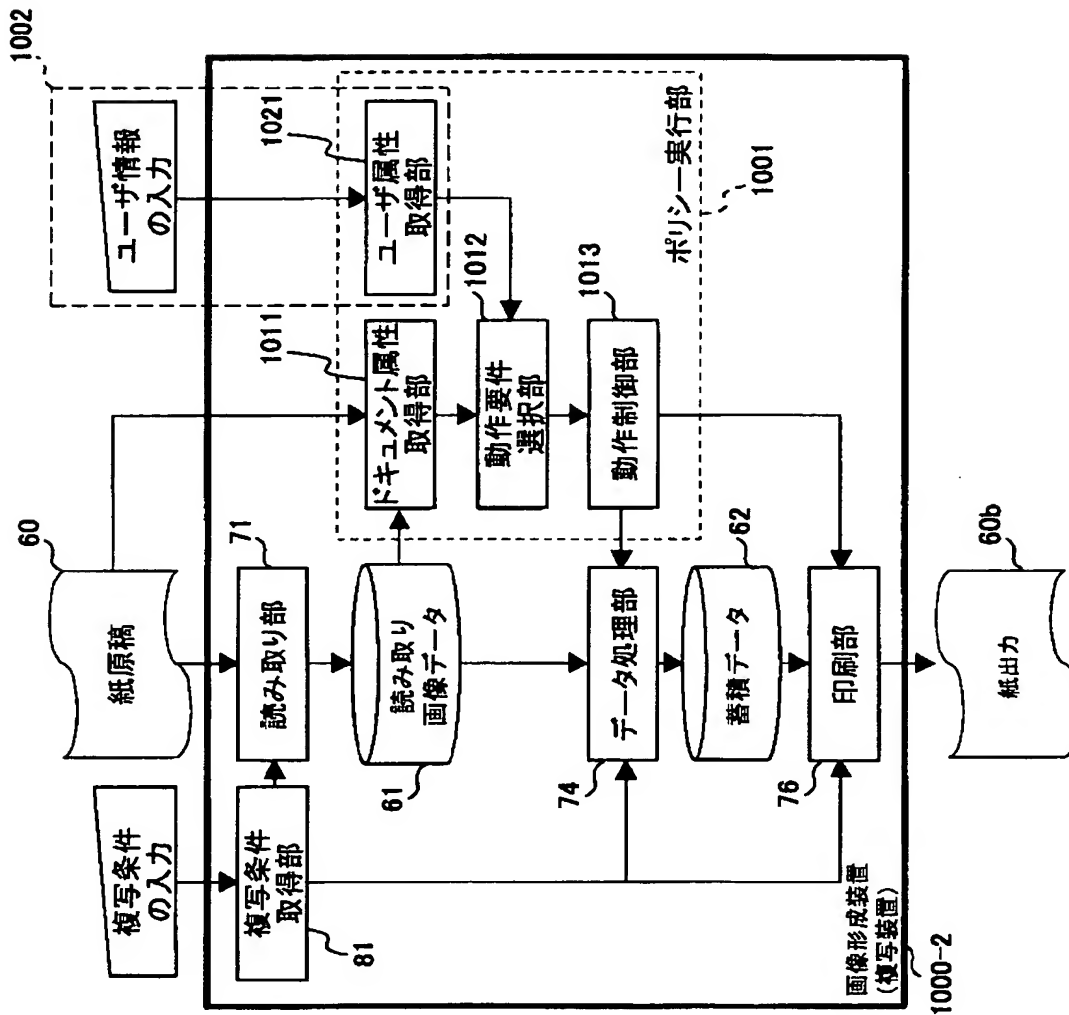 1002
ユーザ情報
の入力
1021
ユーザ属性
取得部
ポリシー実行部
1001
60
紙原稿
1011
ドキュメント属性
取得部
1012
動作要件
選択部
1013
動作制御部
複写条件
の入力
複写条件
取得部
81
71
読み取り部
読み取り
画像データ
61
データ処理部
74
62
蓄積データ
印刷部
76
60b
紙出力
画像形成装置
(複写装置)
1000-2